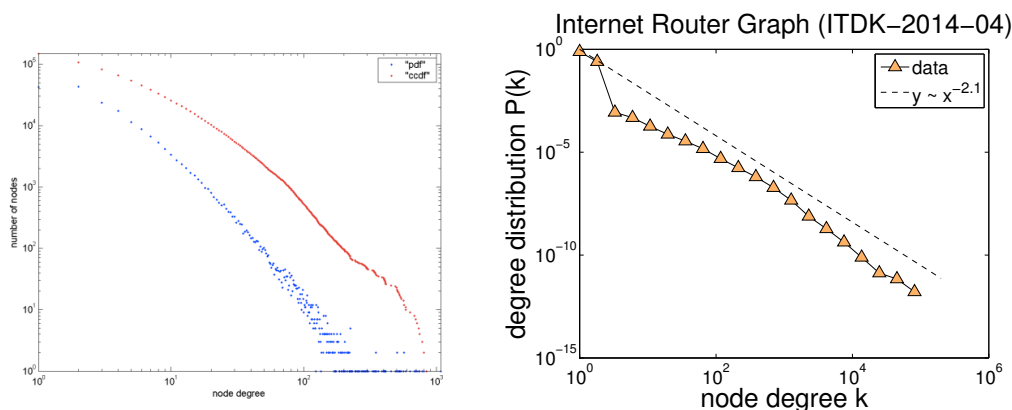 10^5
10^4
10^3
10^2
10^1
10^0
number of nodes
"pdf"
"ccdf"
10^0
10^1
10^2
10^3
node degree
Internet Router Graph (ITDK−2014−04)
10^0
10^−5
10^−10
10^−15
degree distribution P(k)
data
y ~ x^−2.1
10^0
10^2
10^4
10^6
node degree k